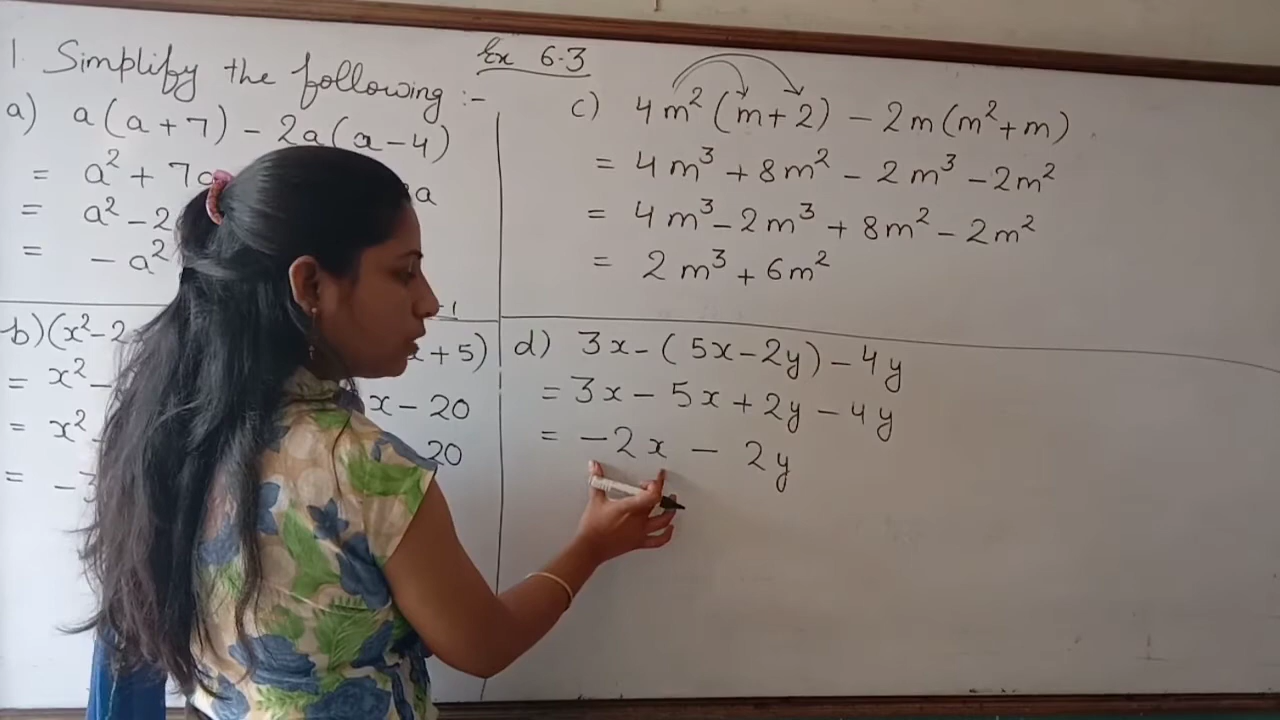 Ex 6.3
1. Simplify the following :-
a) a(a+7) - 2a(a-4)
= a² + 7a
= a² - 2
= - a²
b) (x²-2 x+5)
= x² - x - 20
= x² 20
= -3
c) 4m² (m+2) - 2m(m²+m)
= 4m³ + 8m² - 2m³ - 2m²
= 4m³ - 2m³ + 8m² - 2m²
= 2m³ + 6m²
d) 3x - (5x - 2y) - 4y
= 3x - 5x + 2y - 4y
= -2x - 2y